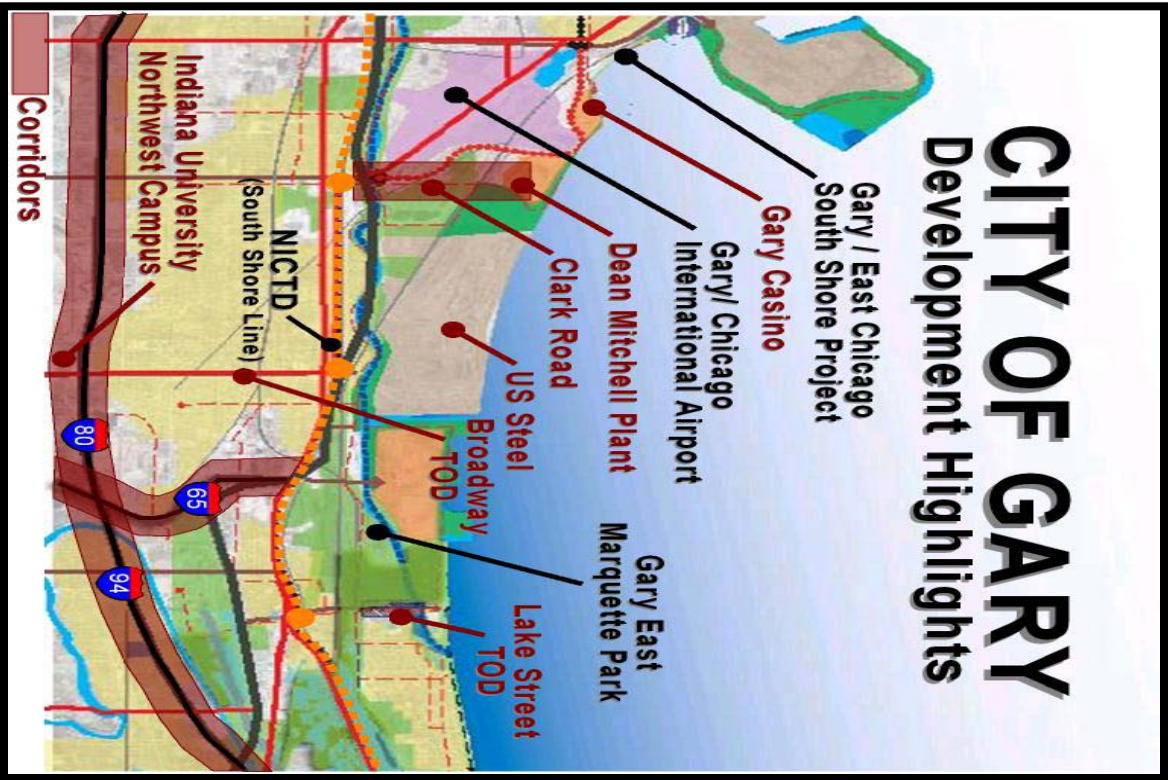 CITY OF GARY
Development Highlights
Gary / East Chicago
South Shore Project
Gary Casino
Gary/ Chicago
International Airport
Dean Mitchell Plant
Clark Road
US Steel
Broadway
TOD
Gary East
Marquette Park
Lake Street
TOD
NICTD
(South Shore Line)
Indiana University
Northwest Campus
80
65
94
Corridors